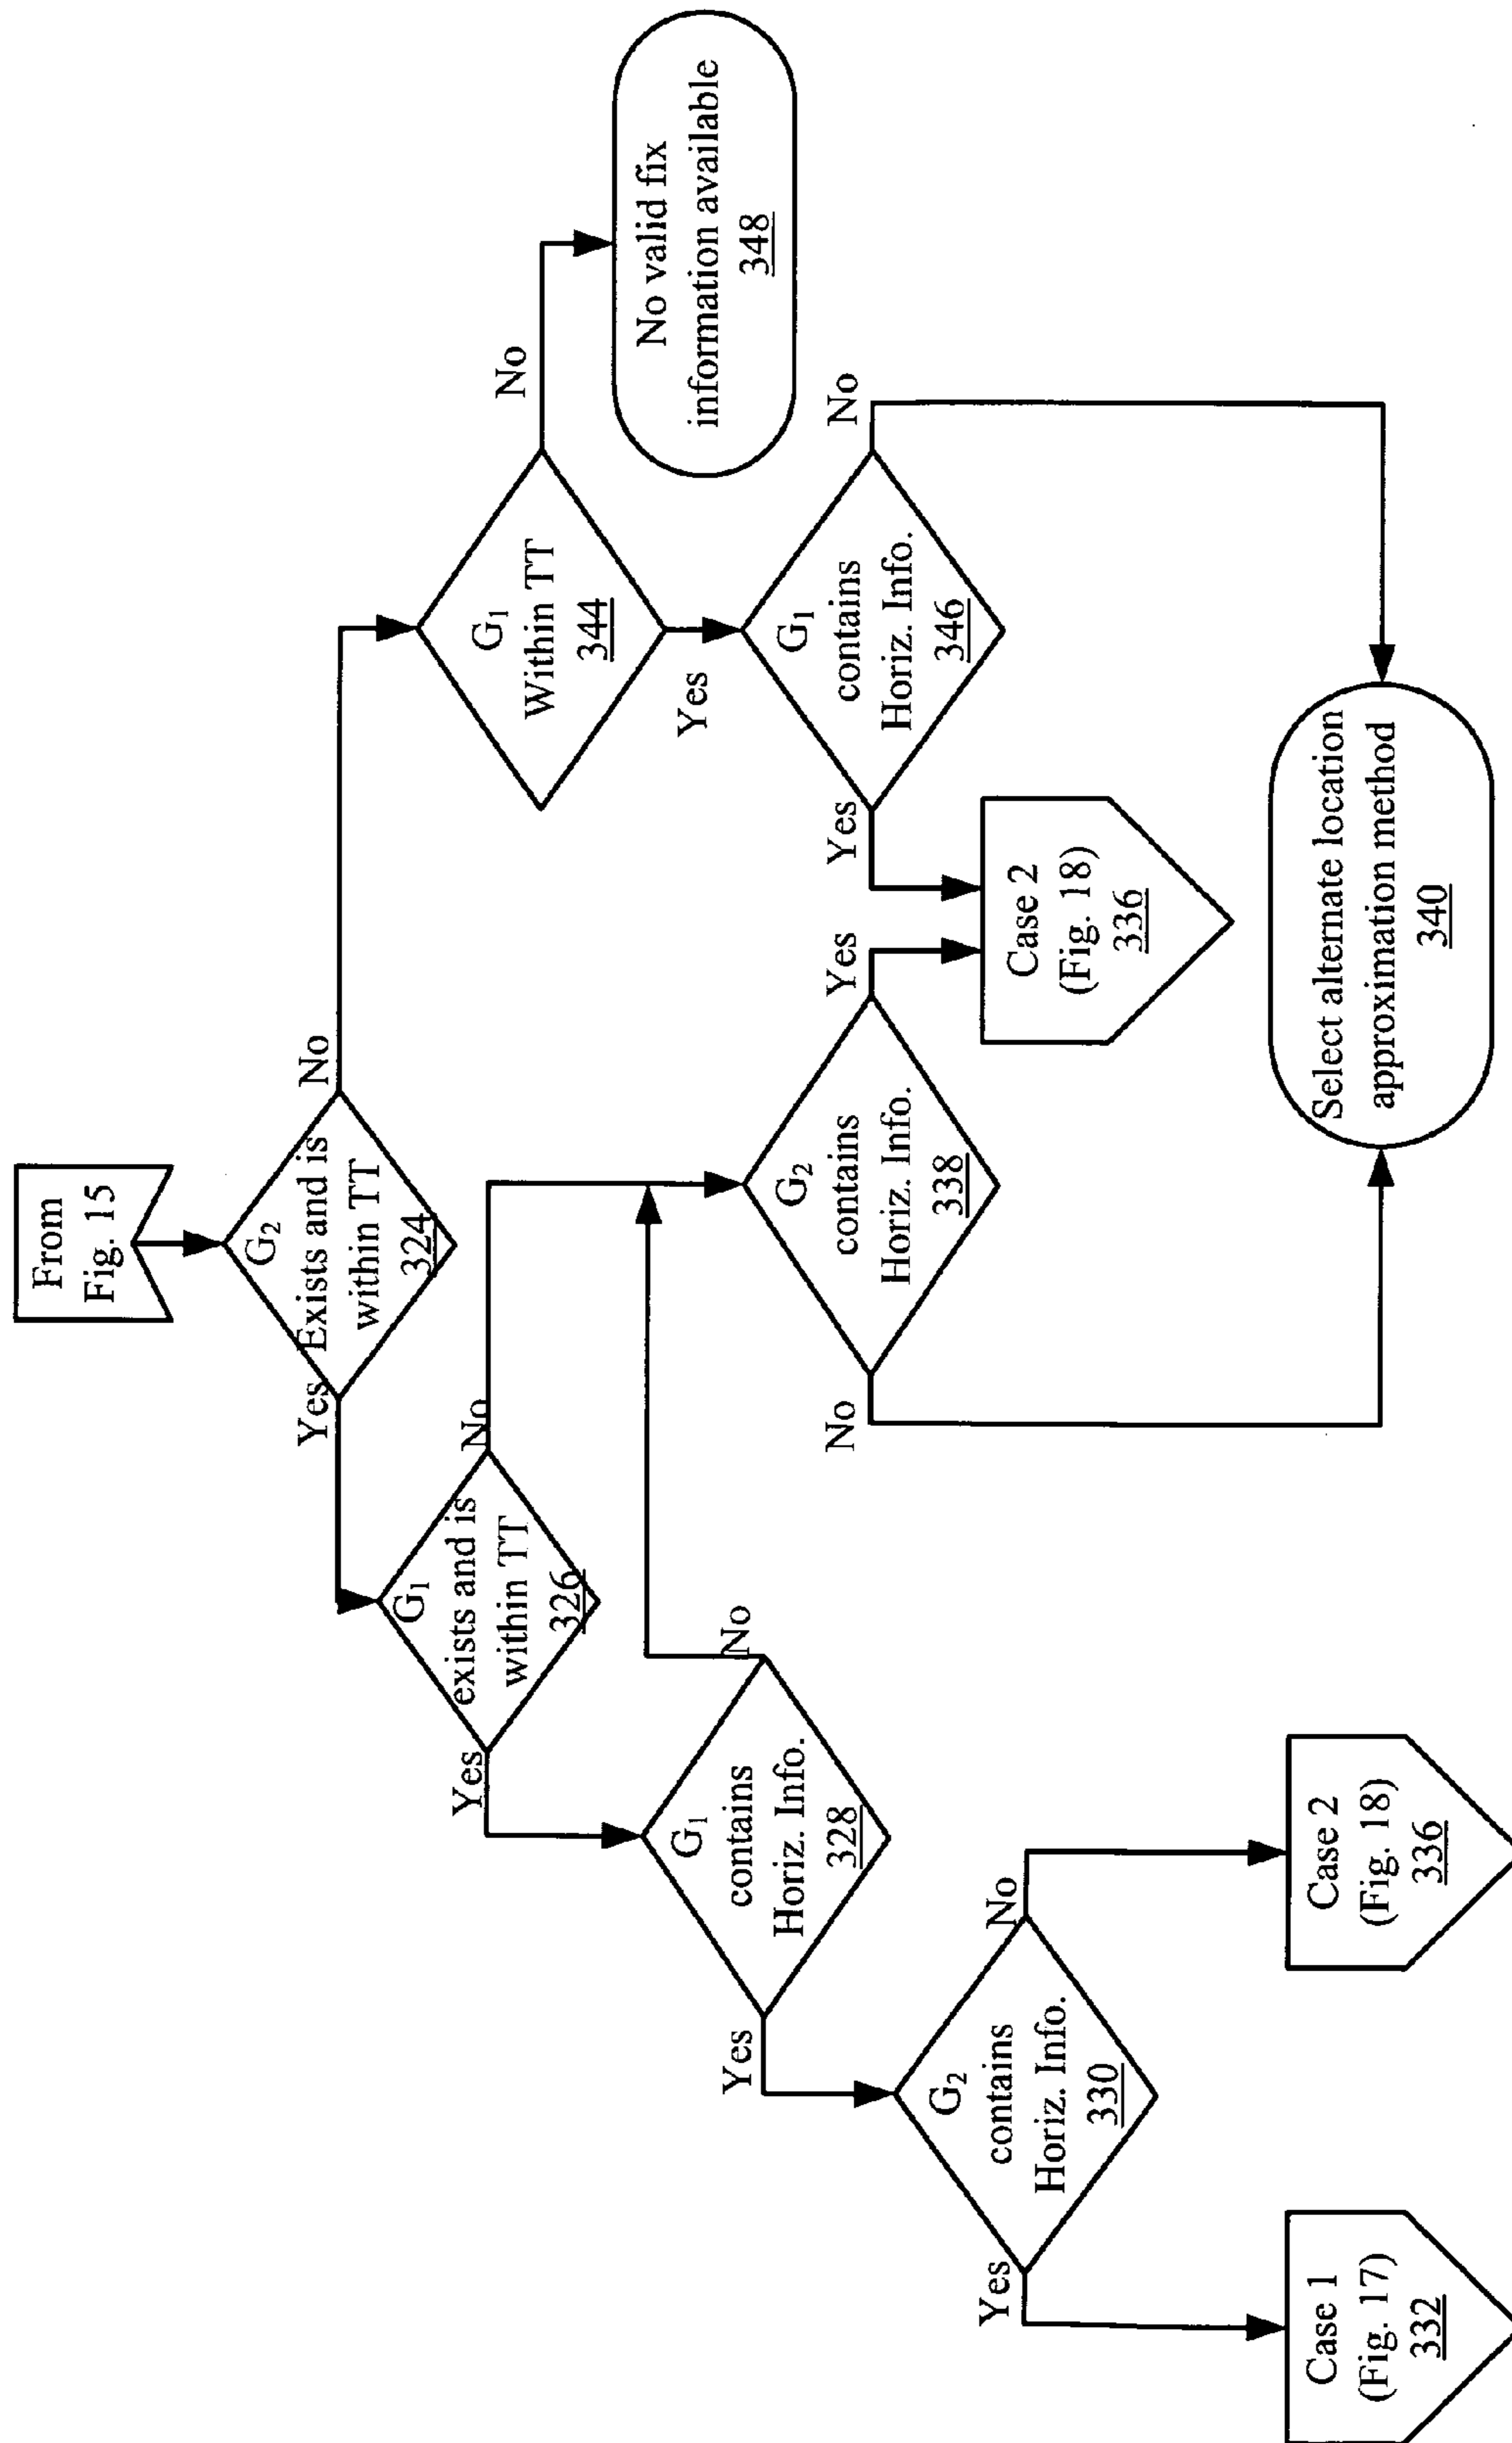 From
Fig. 15
G₂
Exists and is
within TT
324
Yes
No
G₁
exists and is
within TT
326
Yes
No
G₁
Within TT
344
Yes
No
No valid fix
information available
348
G₁
contains
Horiz. Info.
328
Yes
No
G₂
contains
Horiz. Info.
338
No
Yes
G₁
contains
Horiz. Info.
346
Yes
No
Case 2
(Fig. 18)
336
G₂
contains
Horiz. Info.
330
Yes
No
Case 1
(Fig. 17)
332
Case 2
(Fig. 18)
336
Select alternate location
approximation method
340